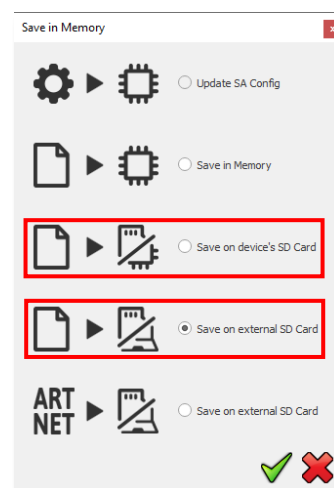 Save in Memory
Update SA Config
Save in Memory
Save on device's SD Card
Save on external SD Card
ART
NET
Save on external SD Card